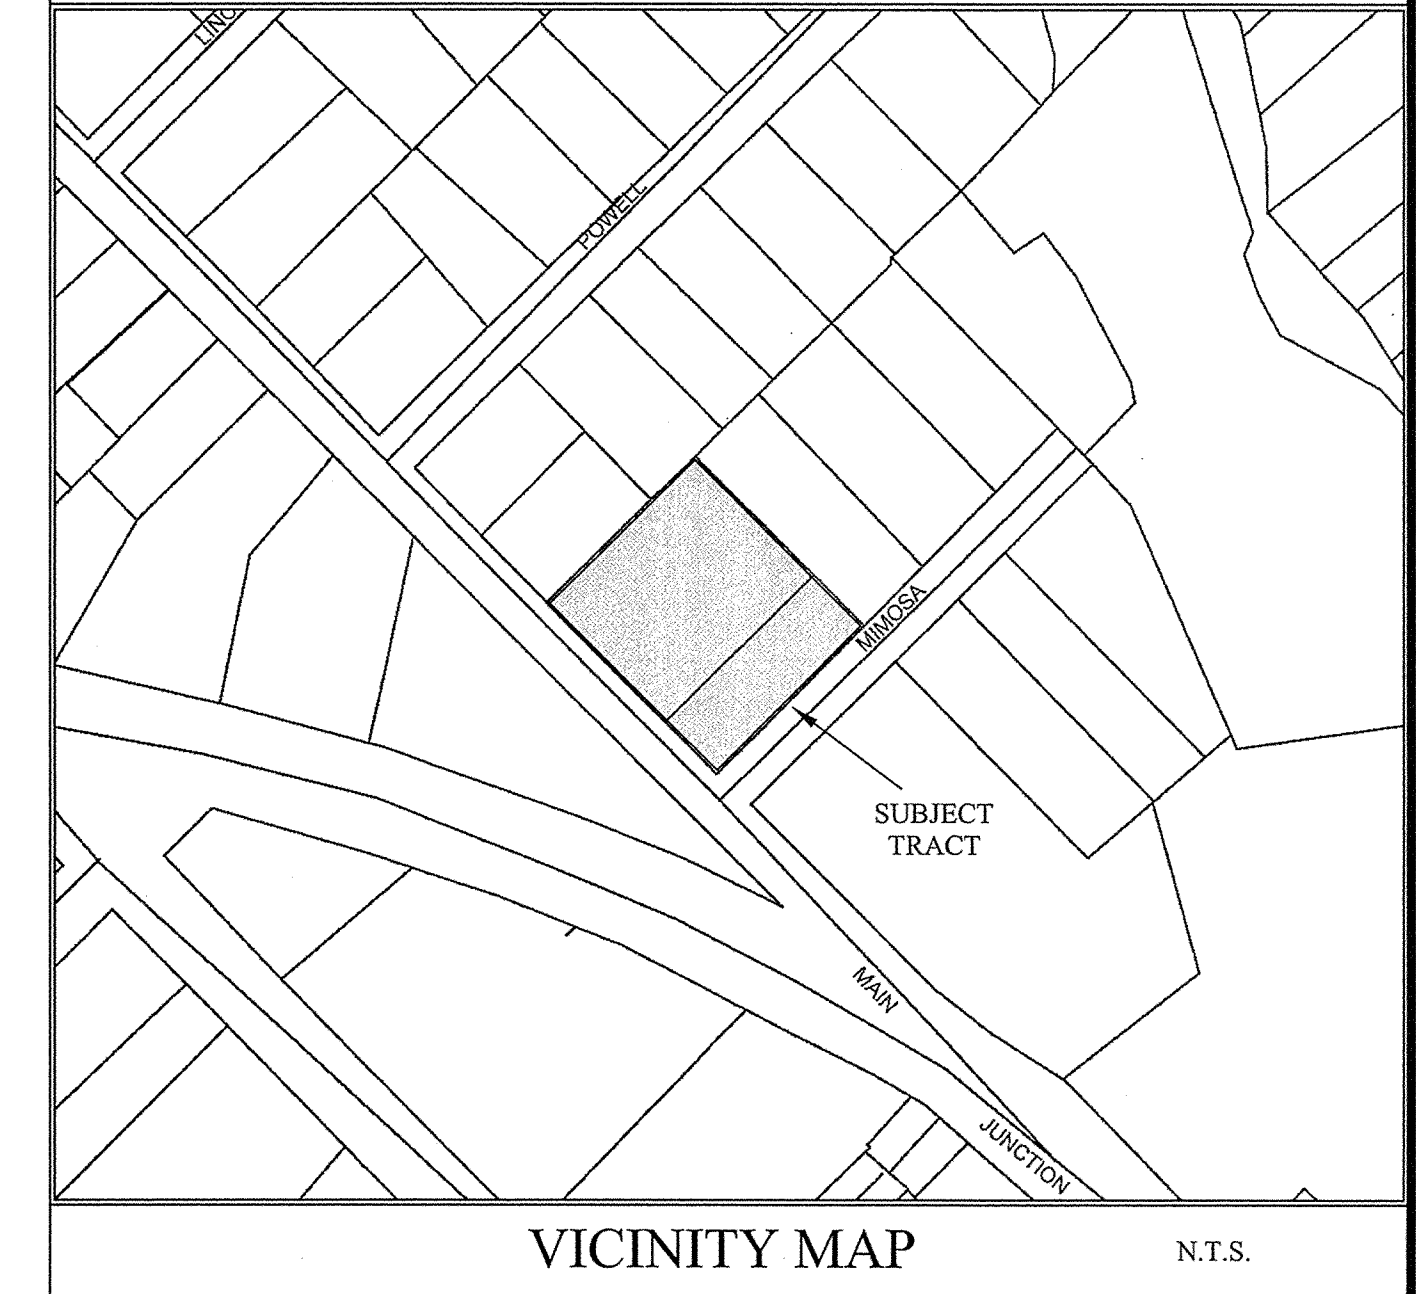 POWELL
MIMOSA
SUBJECT
TRACT
MAIN
JUNCTION
VICINITY MAP
N.T.S.